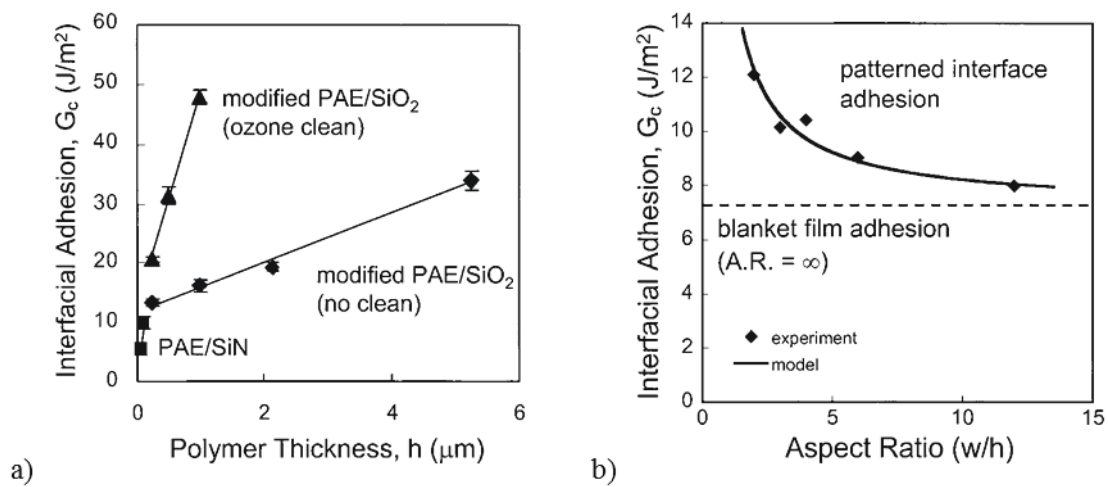 60
50
40
30
20
10
0
Interfacial Adhesion, G_c (J/m²)
modified PAE/SiO₂
(ozone clean)
modified PAE/SiO₂
(no clean)
PAE/SiN
0 2 4 6
Polymer Thickness, h (μm)
a)
14
12
10
8
6
4
2
0
Interfacial Adhesion, G_c (J/m²)
patterned interface
adhesion
blanket film adhesion
(A.R. = ∞)
experiment
model
0 5 10 15
Aspect Ratio (w/h)
b)